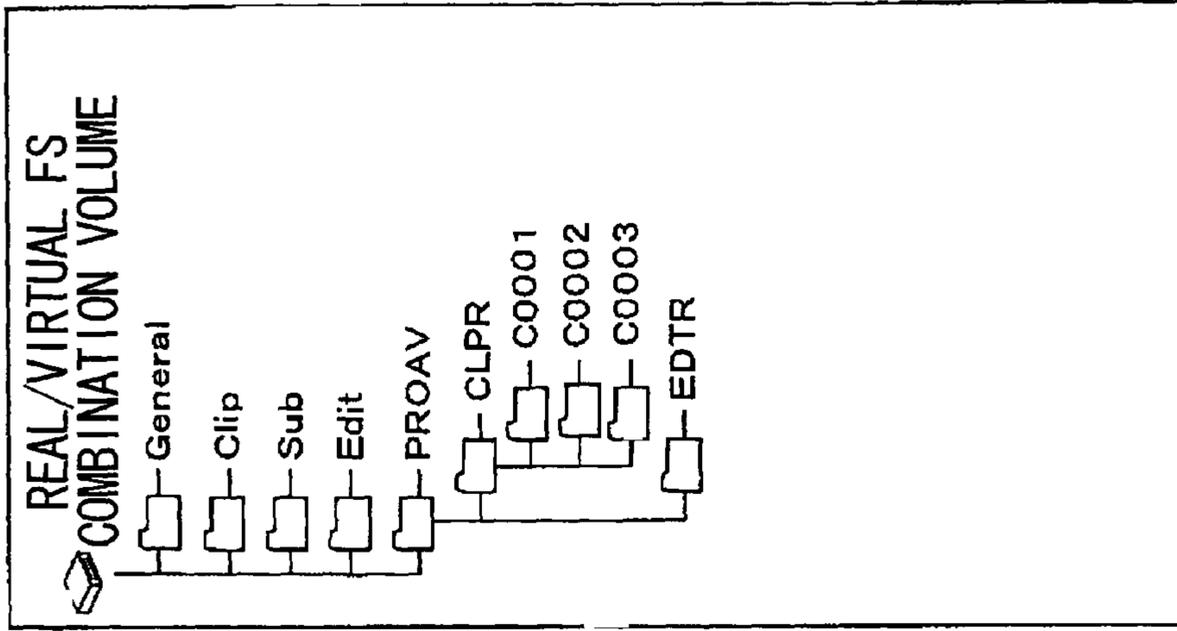 REAL/VIRTUAL FS
COMBINATION VOLUME
General
Clip
Sub
Edit
PROAV
CLPR
C0001
C0002
C0003
EDTR